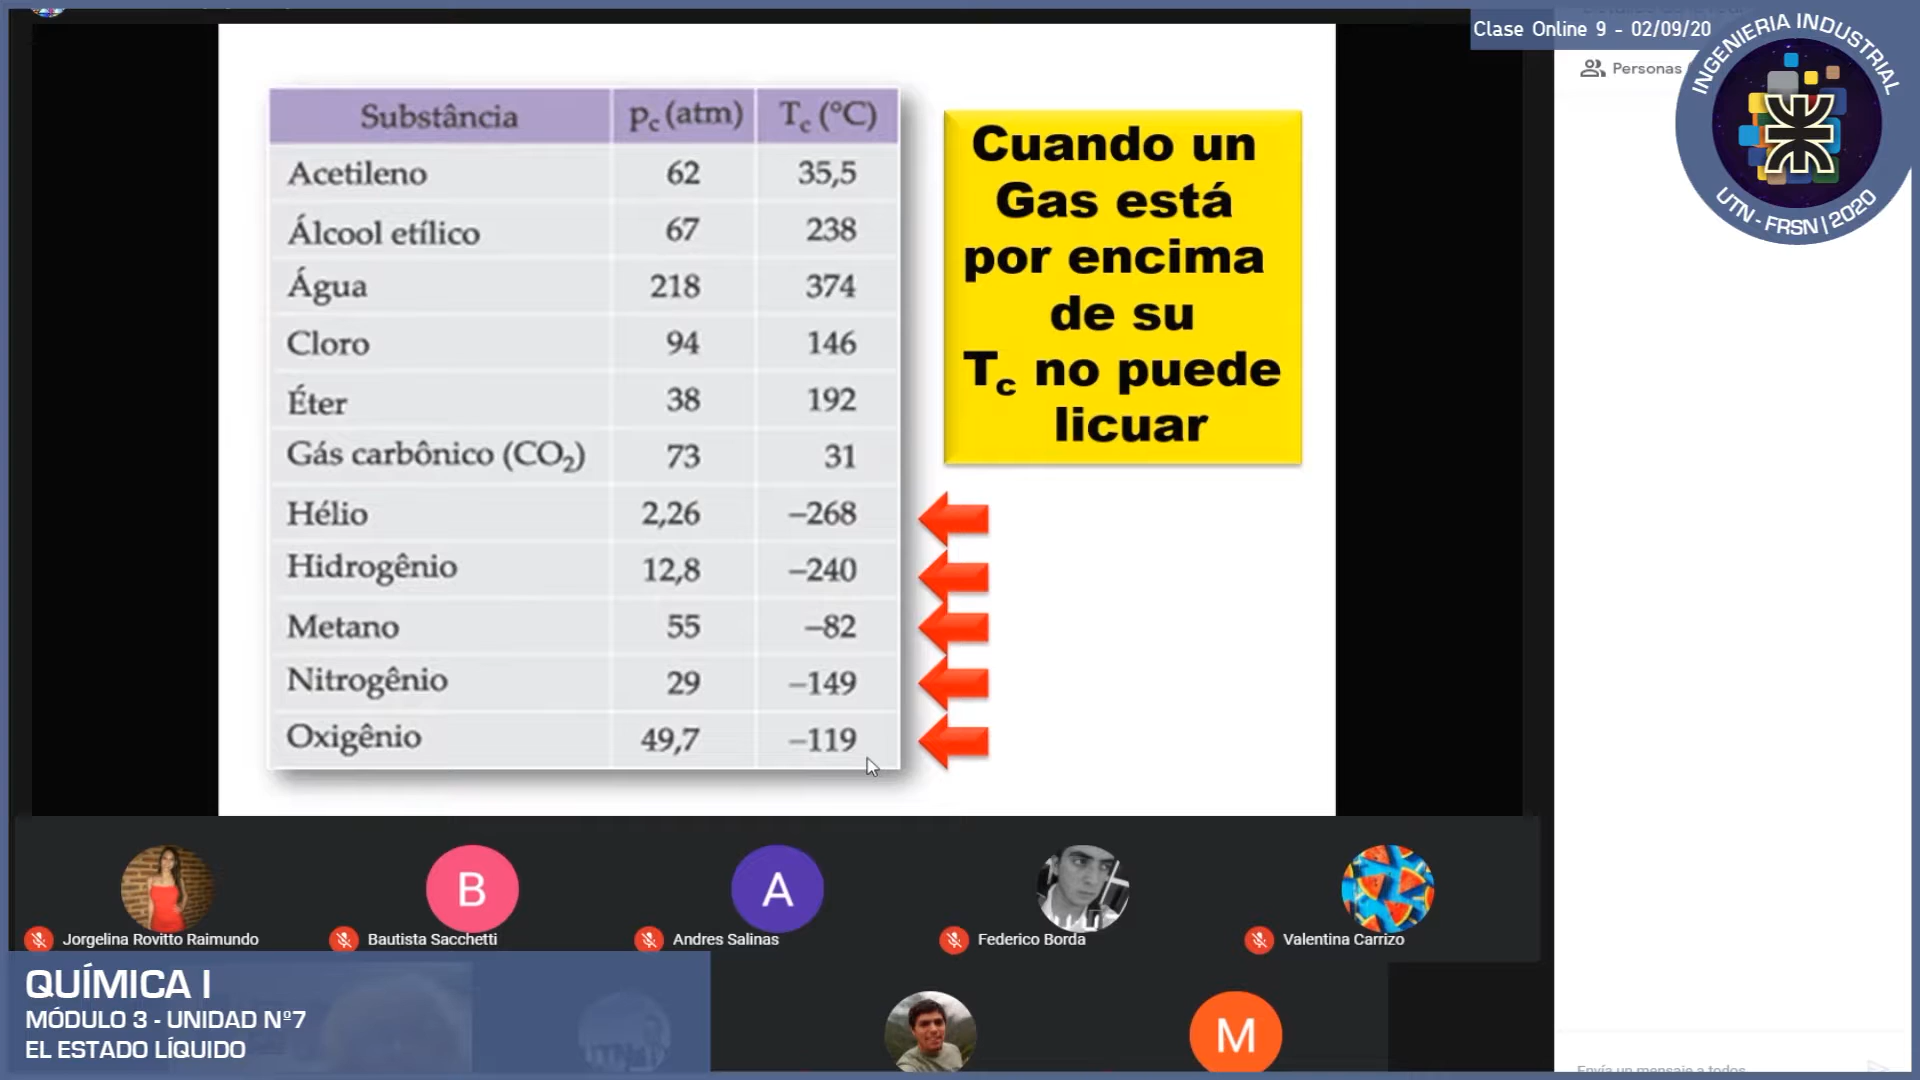 Clase Online 9 - 02/09/20
INGENIERIA INDUSTRIAL
UTN - FRSN | 2020
Personas
Substância pc (atm) Tc (°C)
Acetileno 62 35,5
Álcool etílico 67 238
Água 218 374
Cloro 94 146
Éter 38 192
Gás carbônico (CO₂) 73 31
Hélio 2,26 –268
Hidrogênio 12,8 –240
Metano 55 –82
Nitrogênio 29 –149
Oxigênio 49,7 –119
Cuando un
Gas está
por encima
de su
Tc no puede
licuar
B
A
Jorgelina Rovitto Raimundo
Bautista Sacchetti
Andres Salinas
Federico Borda
Valentina Carrizo
M
QUÍMICA I
MÓDULO 3 - UNIDAD Nº7
EL ESTADO LÍQUIDO
Envía un mensaje a todos